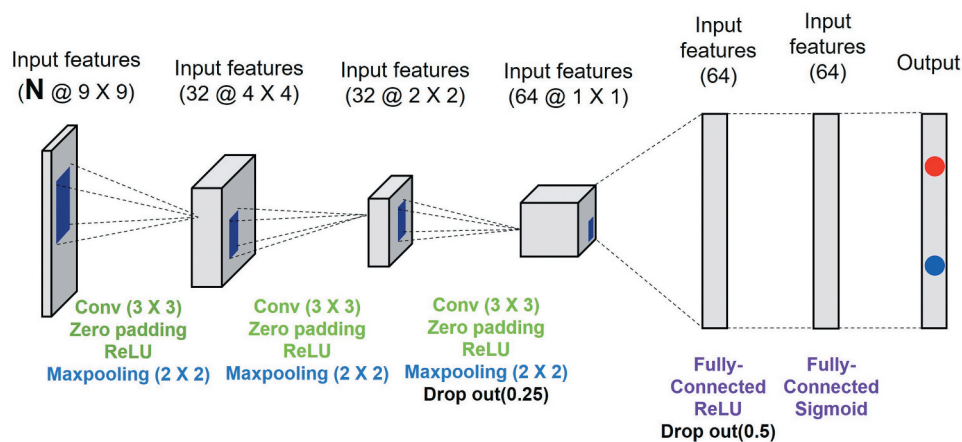 Input features
(N @ 9 X 9)
Input features
(32 @ 4 X 4)
Input features
(32 @ 2 X 2)
Input features
(64 @ 1 X 1)
Input
features
(64)
Input
features
(64)
Output
Conv (3 X 3)
Zero padding
ReLU
Maxpooling (2 X 2)
Conv (3 X 3)
Zero padding
ReLU
Maxpooling (2 X 2)
Conv (3 X 3)
Zero padding
ReLU
Maxpooling (2 X 2)
Drop out(0.25)
Fully-
Connected
ReLU
Drop out(0.5)
Fully-
Connected
Sigmoid